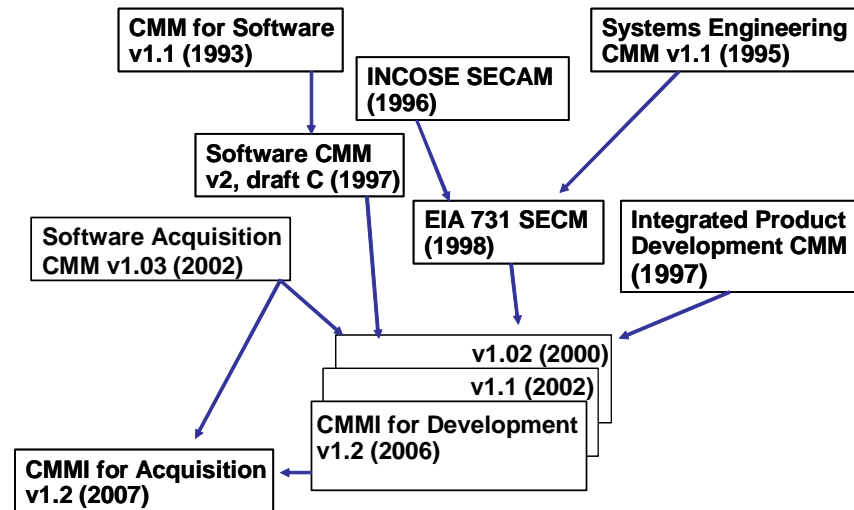 CMM for Software
v1.1 (1993)
Systems Engineering
CMM v1.1 (1995)
INCOSE SECAM
(1996)
Software CMM
v2, draft C (1997)
EIA 731 SECM
(1998)
Integrated Product
Development CMM
(1997)
Software Acquisition
CMM v1.03 (2002)
v1.02 (2000)
v1.1 (2002)
CMMI for Development
v1.2 (2006)
CMMI for Acquisition
v1.2 (2007)